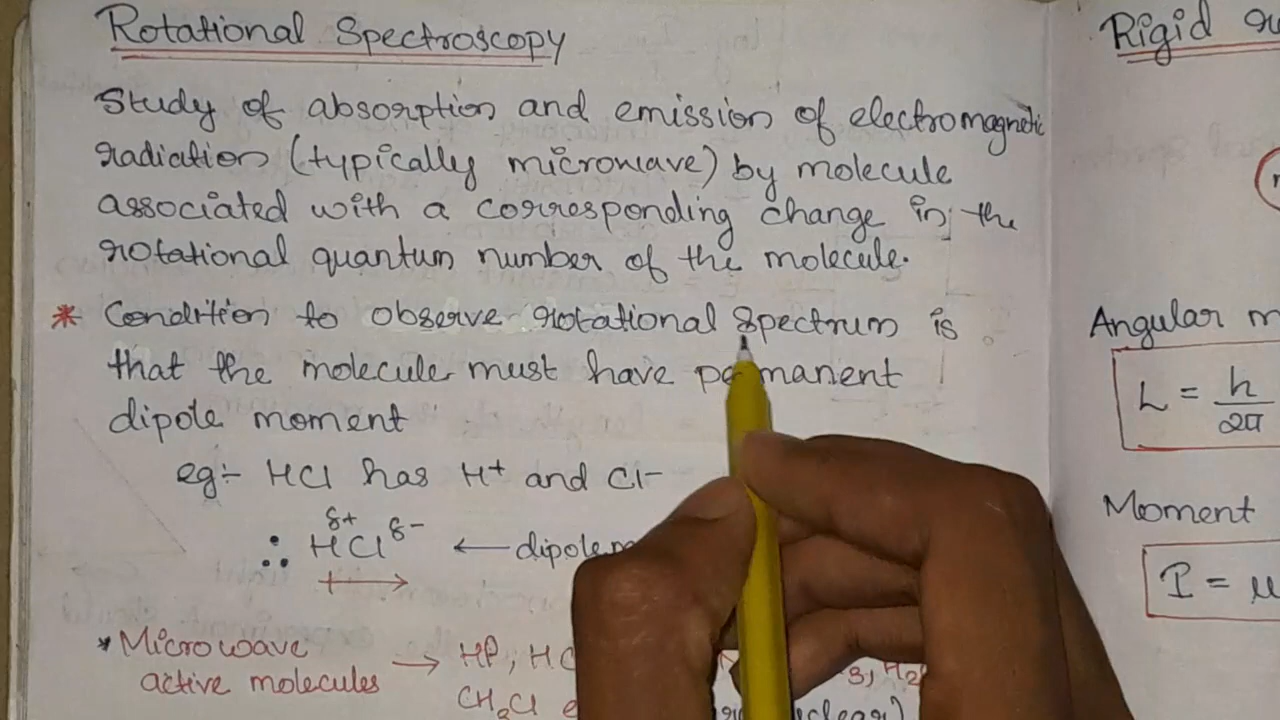 Rotational Spectroscopy
Study of absorption and emission of electromagnetic
radiation (typically microwave) by molecule
associated with a corresponding change in the
rotational quantum number of the molecule.
* Condition to observe rotational spectrum is
that the molecule must have permanent
dipole moment
eg:- HCl has H+ and Cl-
∴ δ+ HCl δ- ← dipole
* Microwave
active molecules → HF, HC
CH3Cl
Rigid
Angular m
L = h/2π
Moment
I = μ